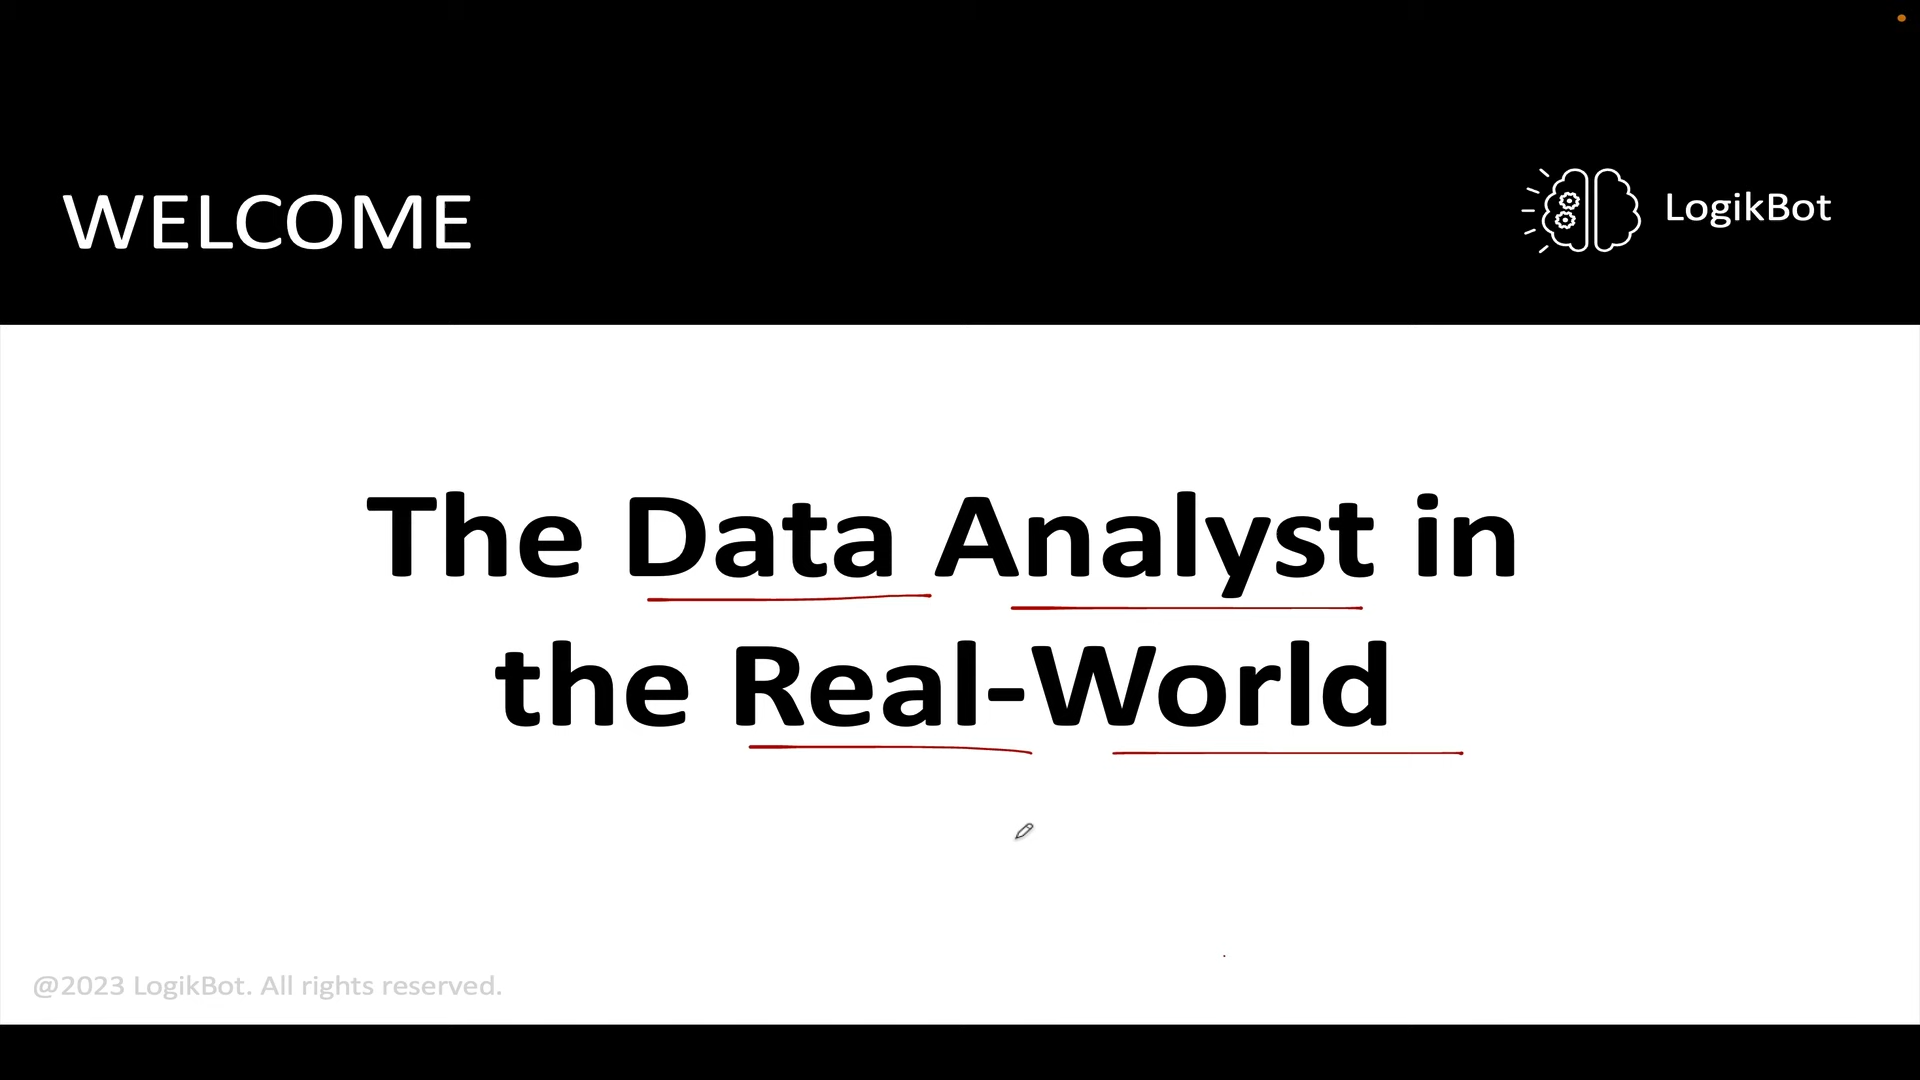 WELCOME
LogikBot
The Data Analyst in
the Real-World
@2023 LogikBot. All rights reserved.